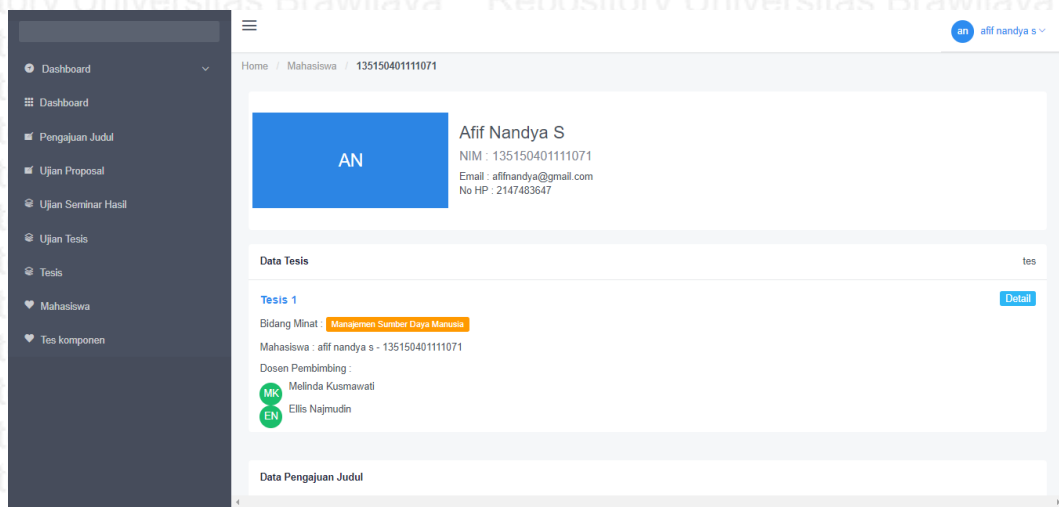 Repository Universitas Brawijaya
an afif nandya s
Dashboard
Dashboard
Pengajuan Judul
Ujian Proposal
Ujian Seminar Hasil
Ujian Tesis
Tesis
Mahasiswa
Tes komponen
Home / Mahasiswa / 135150401111071
AN
Afif Nandya S
NIM : 135150401111071
Email : afifnandya@gmail.com
No HP : 2147483647
Data Tesis tes
Tesis 1 Detail
Bidang Minat : Manajemen Sumber Daya Manusia
Mahasiswa : afif nandya s - 135150401111071
Dosen Pembimbing :
MK Melinda Kusmawati
EN Ellis Najmudin
Data Pengajuan Judul